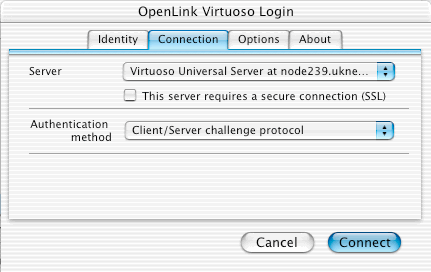 OpenLink Virtuoso Login
Identity Connection Options About
Server Virtuoso Universal Server at node239.ukne...
This server requires a secure connection (SSL)
Authentication
method Client/Server challenge protocol
Cancel Connect